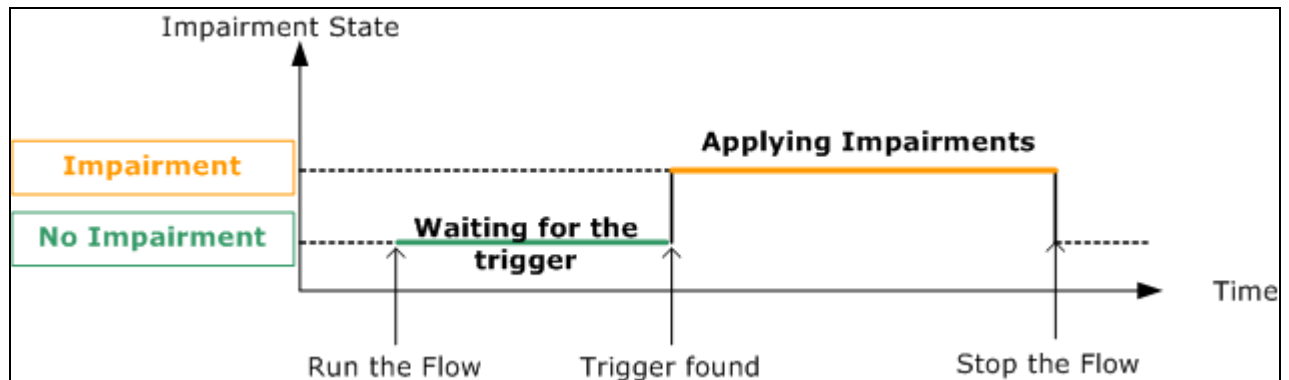 Impairment State
Applying Impairments
Impairment
No Impairment
Waiting for the
trigger
Time
Run the Flow
Trigger found
Stop the Flow